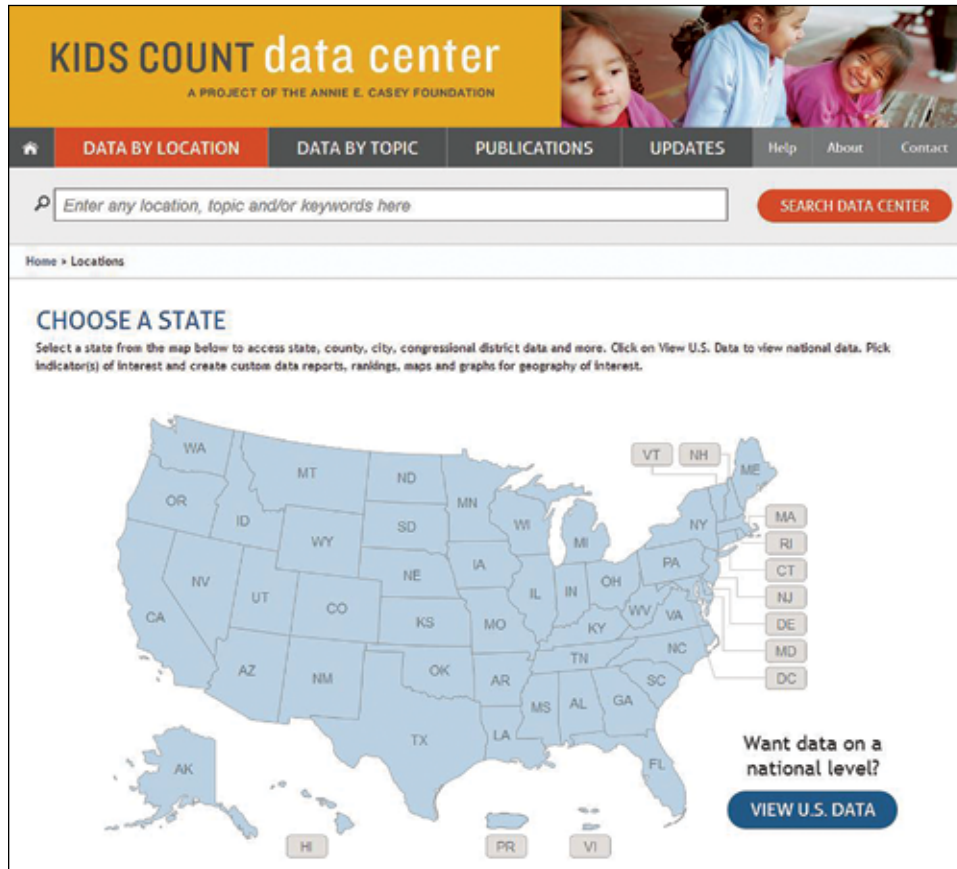 KIDS COUNT data center
A PROJECT OF THE ANNIE E. CASEY FOUNDATION
DATA BY LOCATION DATA BY TOPIC PUBLICATIONS UPDATES Help About Contact
Enter any location, topic and/or keywords here SEARCH DATA CENTER
Home » Locations
CHOOSE A STATE
Select a state from the map below to access state, county, city, congressional district data and more. Click on View U.S. Data to view national data. Pick
indicator(s) of interest and create custom data reports, rankings, maps and graphs for geography of interest.
WA MT ND VT NH ME
OR ID MN
SD WI NY MA
WY MI RI
NE IA PA CT
NV UT CO IL IN OH NJ
CA KS MO WV VA DE
KY MD
AZ NM OK TN NC DC
AR SC
MS AL GA
TX LA
FL
AK
Want data on a
national level?
VIEW U.S. DATA
HI PR VI